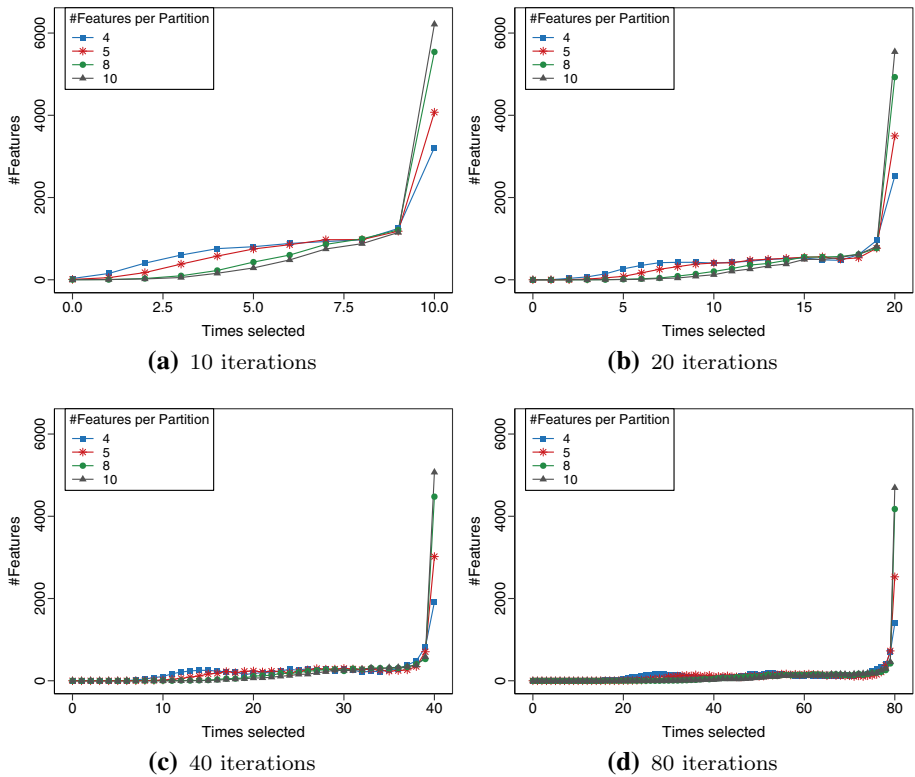 #Features per Partition
4
5
8
10
#Features
6000
4000
2000
0
0.0 2.5 5.0 7.5 10.0
Times selected
(a) 10 iterations
#Features per Partition
4
5
8
10
#Features
6000
4000
2000
0
0 5 10 15 20
Times selected
(b) 20 iterations
#Features per Partition
4
5
8
10
#Features
6000
4000
2000
0
0 10 20 30 40
Times selected
(c) 40 iterations
#Features per Partition
4
5
8
10
#Features
6000
4000
2000
0
0 20 40 60 80
Times selected
(d) 80 iterations